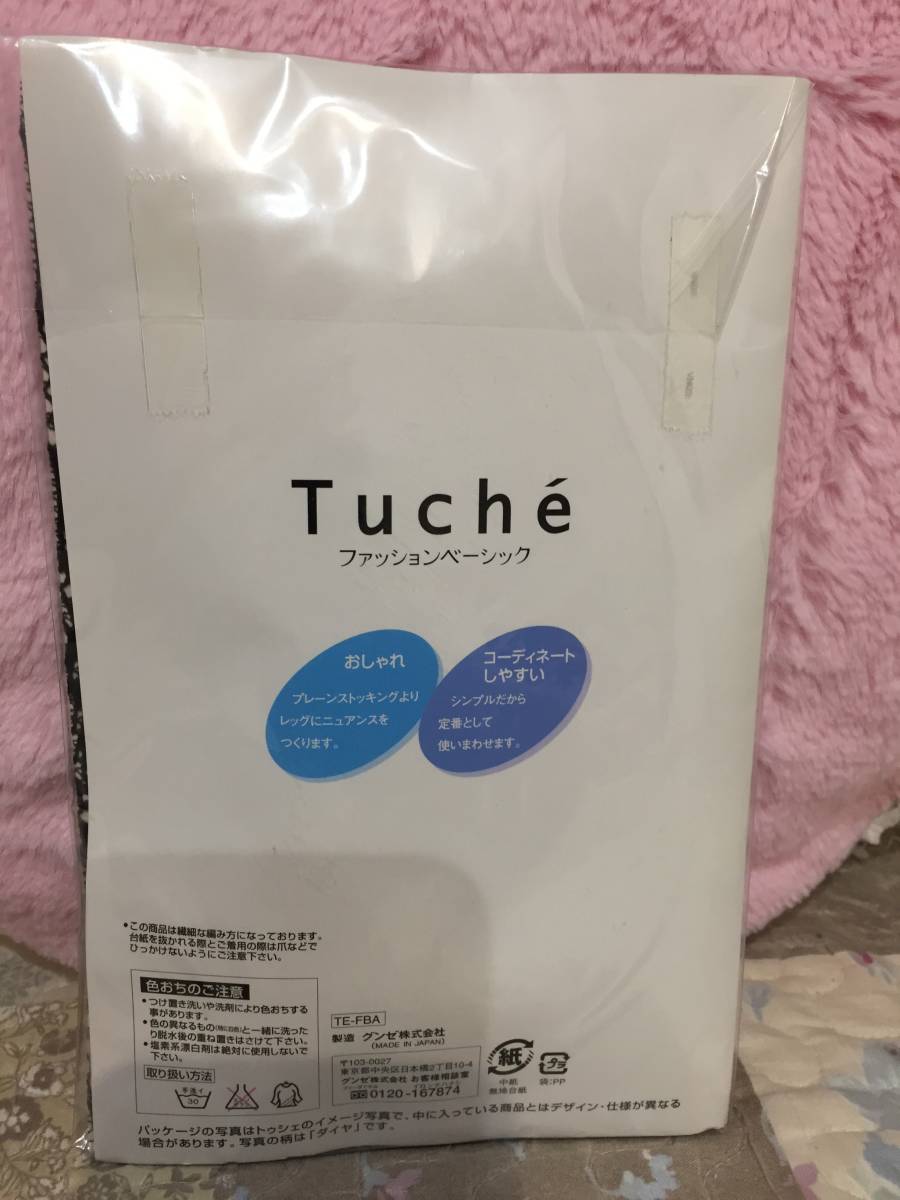 Tuché
ファッションベーシック
おしゃれ
プレーンストッキングより
レッグにニュアンスを
つくります。
コーディネート
しやすい
シンプルだから
定番として
使いまわせます。
•この商品は繊細な編み方になっております。
台紙を抜かれる際とご着用の際は爪などで
ひっかけないようにご注意下さい。
色おちのご注意
•つけ置き洗いや洗剤により色おちする
事があります。
•色の異なるもの(特に白色)と一緒に洗った
り脱水後の重ね置きはさけて下さい。
•塩素系漂白剤は絶対に使用しないで
下さい。
取り扱い方法
手洗イ
30
TE-FBA
製造 グンゼ株式会社
(MADE IN JAPAN)
〒103-0027
東京都中央区日本橋2丁目10-4
グンゼ株式会社 お客様相談室
0120-167874
紙
中紙
無地台紙
プラ
袋:PP
パッケージの写真はトゥシェのイメージ写真で、中に入っている商品とはデザイン・仕様が異なる
場合があります。写真の柄は「ダイヤ」です。